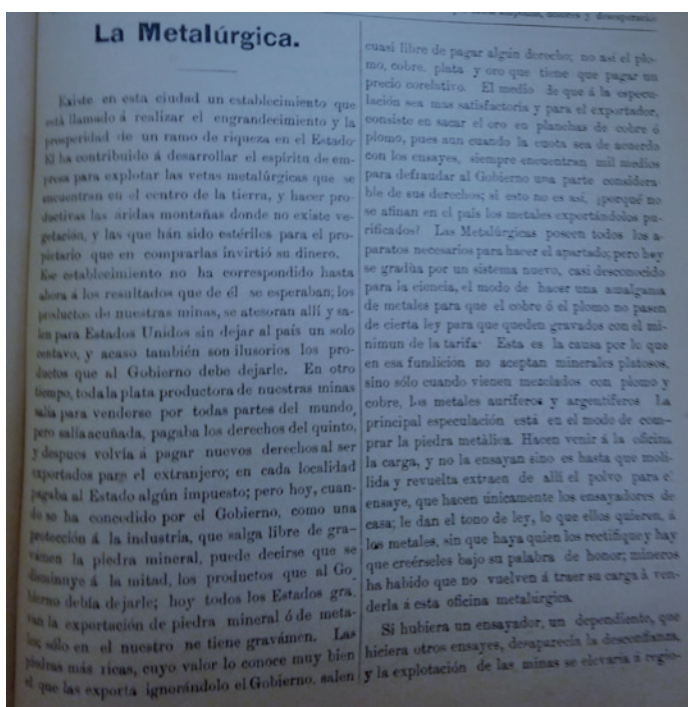 La Metalúrgica.
Existe en esta ciudad un establecimiento que
está llamado á realizar el engrandecimiento y la
prosperidad de un ramo de riqueza en el Estado.
El ha contribuido á desarrollar el espíritu de em-
presa para explotar las vetas metalúrgicas que se
encuentran en el centro de la tierra, y hacer pro-
ductivas las áridas montañas donde no existe ve-
getación, y las que hán sido estériles para el pro-
pietario que en comprarlas invirtió su dinero.
Ese establecimiento no ha correspondido hasta
ahora á los resultados que de él se esperaban; los
productos de nuestras minas, se atesoran allí y sa-
len para Estados Unidos sin dejar al país un solo
centavo, y acaso también son ilusorios los pro-
ductos que al Gobierno debe dejarle. En otro
tiempo, toda la plata productora de nuestras minas
salía para venderse por todas partes del mundo,
pero salía acuñada, pagaba los derechos del quinto,
y despues volvía á pagar nuevos derechos al ser
exportados para el extranjero; en cada localidad
pagaba al Estado algún impuesto; pero hoy, cuan-
do se ha concedido por el Gobierno, como una
protección á la industria, que salga libre de gra-
vamen la piedra mineral, puede decirse que se
disminuye á la mitad, los productos que al Go
bierno debía dejarle; hoy todos los Estados gra.
van la exportación de piedra mineral ó de meta-
les; sólo en el nuestro ne tiene gravámen. Las
piedras más ricas, cuyo valor lo conoce muy bien
el que las exporta ignorándolo el Gobierno, salen
cuasi libre de pagar algún derecho; no así el plo-
mo, cobre, plata y oro que tiene que pagar un
precio corelativo. El medio de que á la especu-
lación sea mas satisfactoria y para el exportador,
consiste en sacar el oro en planchas de cobre ó
plomo, pues aun cuando la cuota sea de acuerdo
con los ensayes, siempre encuentran mil medios
para defraudar al Gobierno una parte considera-
ble de sus derechos; si esto no es así, ¿porqué no
se afinan en el país los metales exportándolos pu-
rificados? Las Metalúrgicas poseen todos los a-
paratos necesarios para hacer el apartado; pero hoy
se gradúa por un sistema nuevo, casi desconocido
para la ciencia, el modo de hacer una amalgama
de metales para que el cobre ó el plomo no pasen
de cierta ley para que queden gravados con el mí-
nimun de la tarifa. Esta es la causa por lo que
en esa fundición no aceptan minerales platosos,
sino sólo cuando vienen mezclados con plomo y
cobre, los metales auríferos y argentíferos La
principal especulación está en el modo de com-
prar la piedra metálica. Hacen venir á la oficina
la carga, y no la ensayan sino es hasta que mol-
lida y revuelta extraen de allí el polvo para e
ensaye, que hacen únicamente los ensayadores de
casa; le dan el tono de ley, lo que ellos quieren, á
los metales, sin que haya quien los rectifique y hay
que creérseles bajo su palabra de honor; mineros
ha habido que no vuelven á traer su carga á ven-
derla á esta oficina metalúrgica.
Si hubiera un ensayador, un dependiente, que
hiciera otros ensayes, desaparecía la desconfianza,
y la explotación de las minas se elevaría á regio-